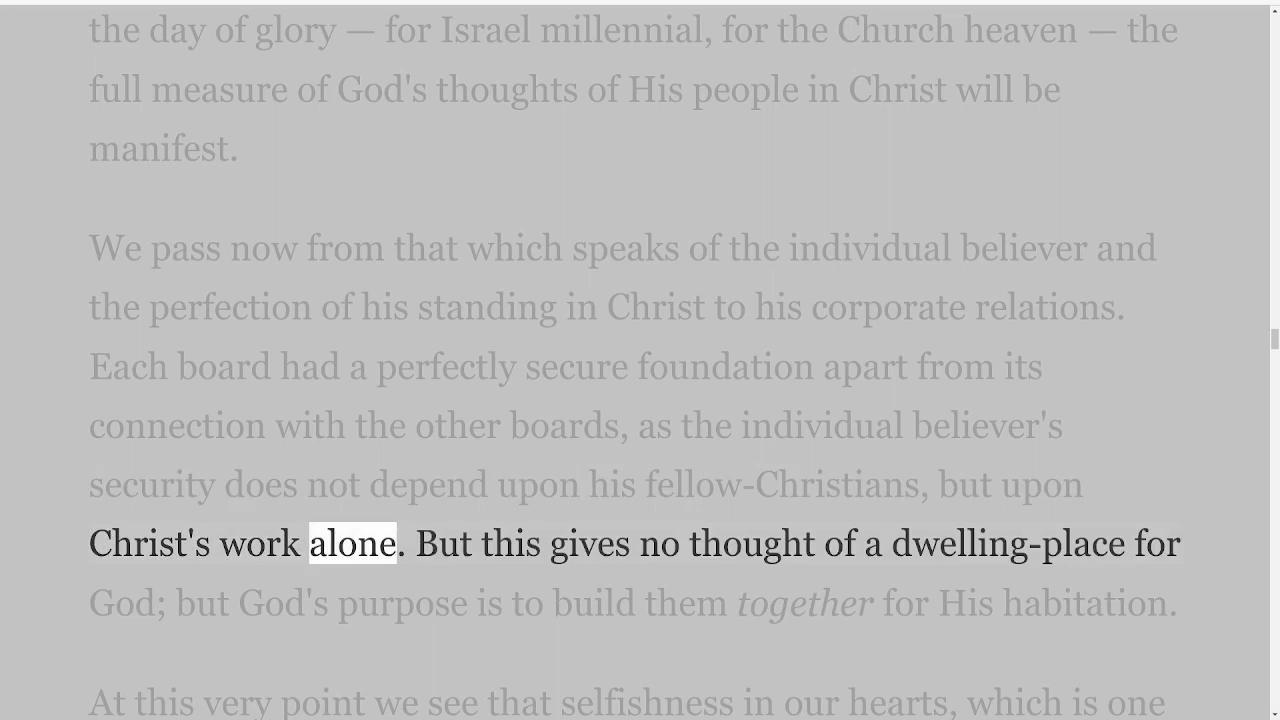 the day of glory — for Israel millennial, for the Church heaven — the
full measure of God's thoughts of His people in Christ will be
manifest.
We pass now from that which speaks of the individual believer and
the perfection of his standing in Christ to his corporate relations.
Each board had a perfectly secure foundation apart from its
connection with the other boards, as the individual believer's
security does not depend upon his fellow-Christians, but upon
Christ's work alone. But this gives no thought of a dwelling-place for
God; but God's purpose is to build them together for His habitation.
At this very point we see that selfishness in our hearts, which is one